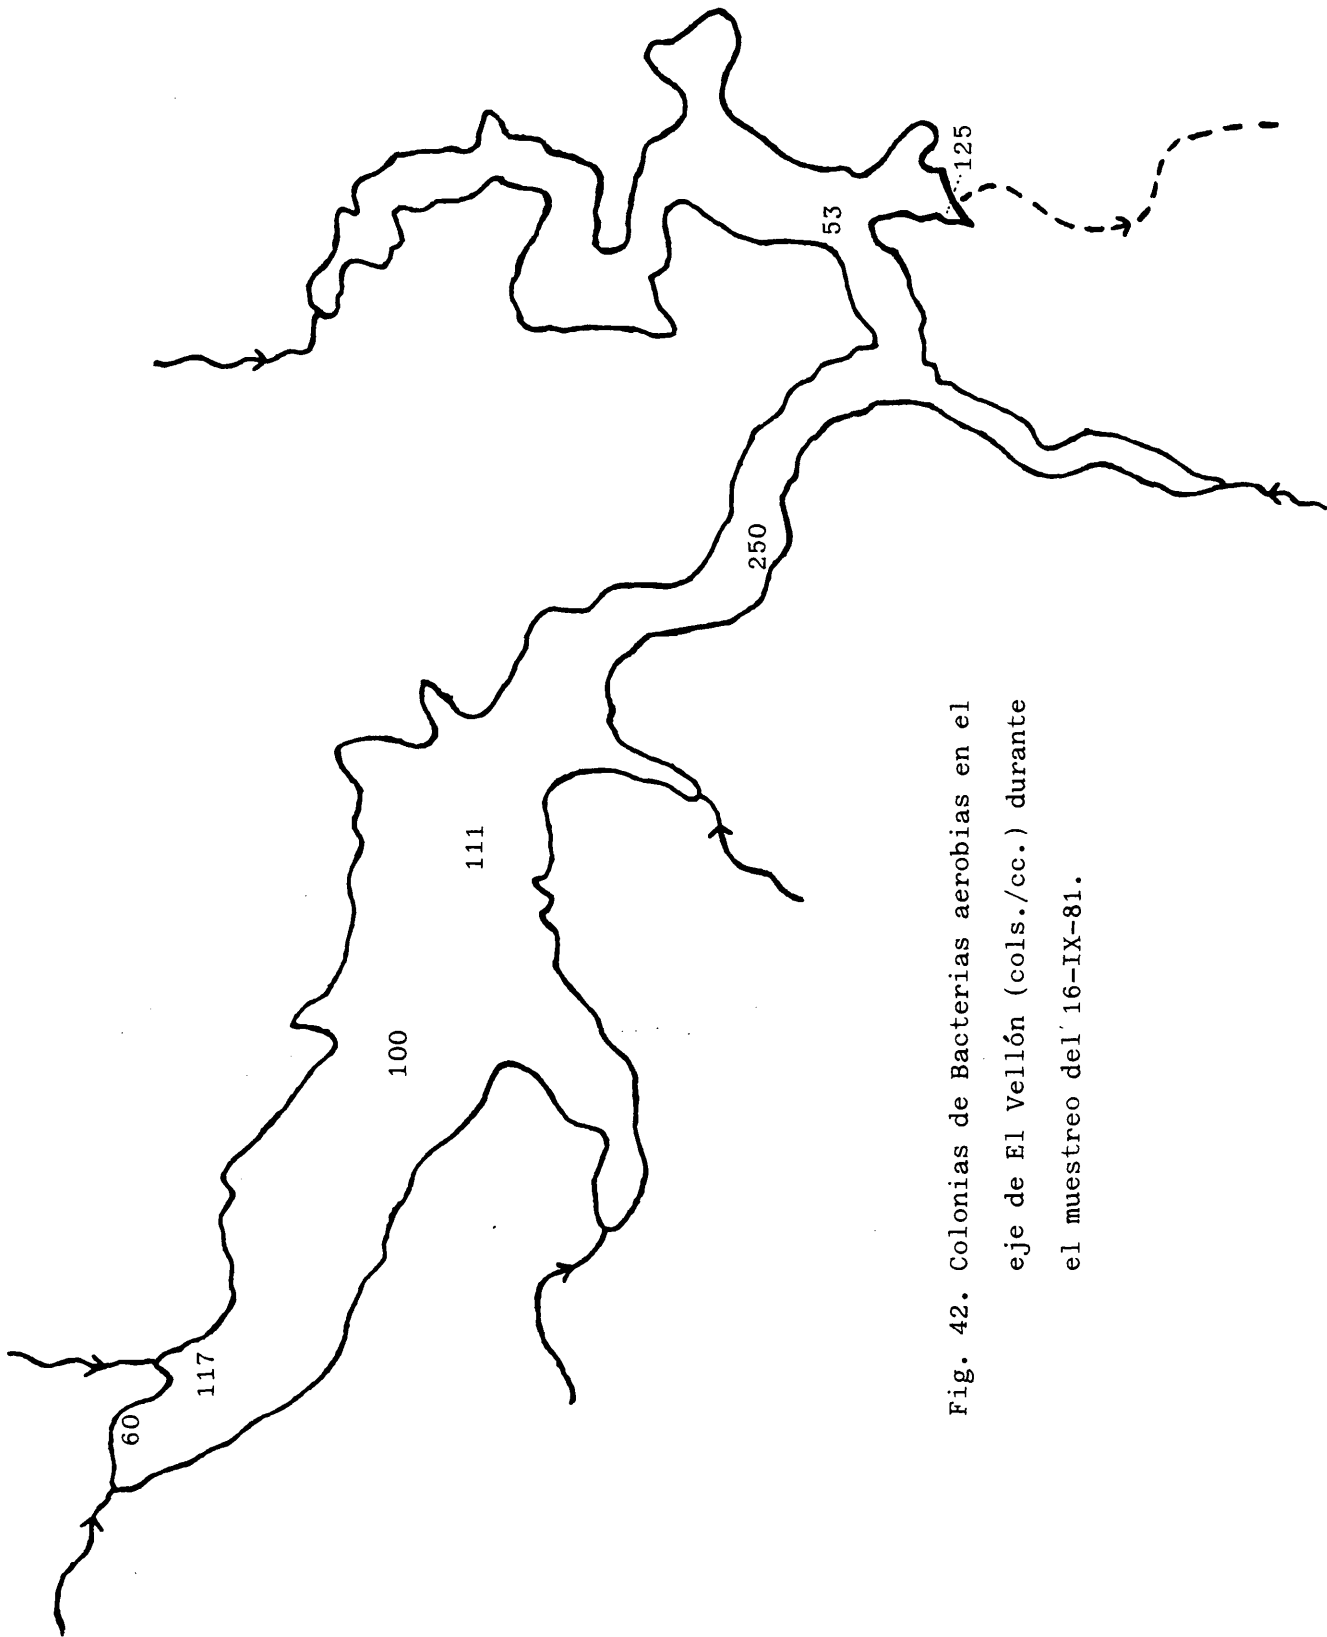 60
117
100
111
250
53
125
Fig. 42. Colonias de Bacterias aerobias en el
eje de El Vellón (cols./cc.) durante
el muestreo del 16-IX-81.